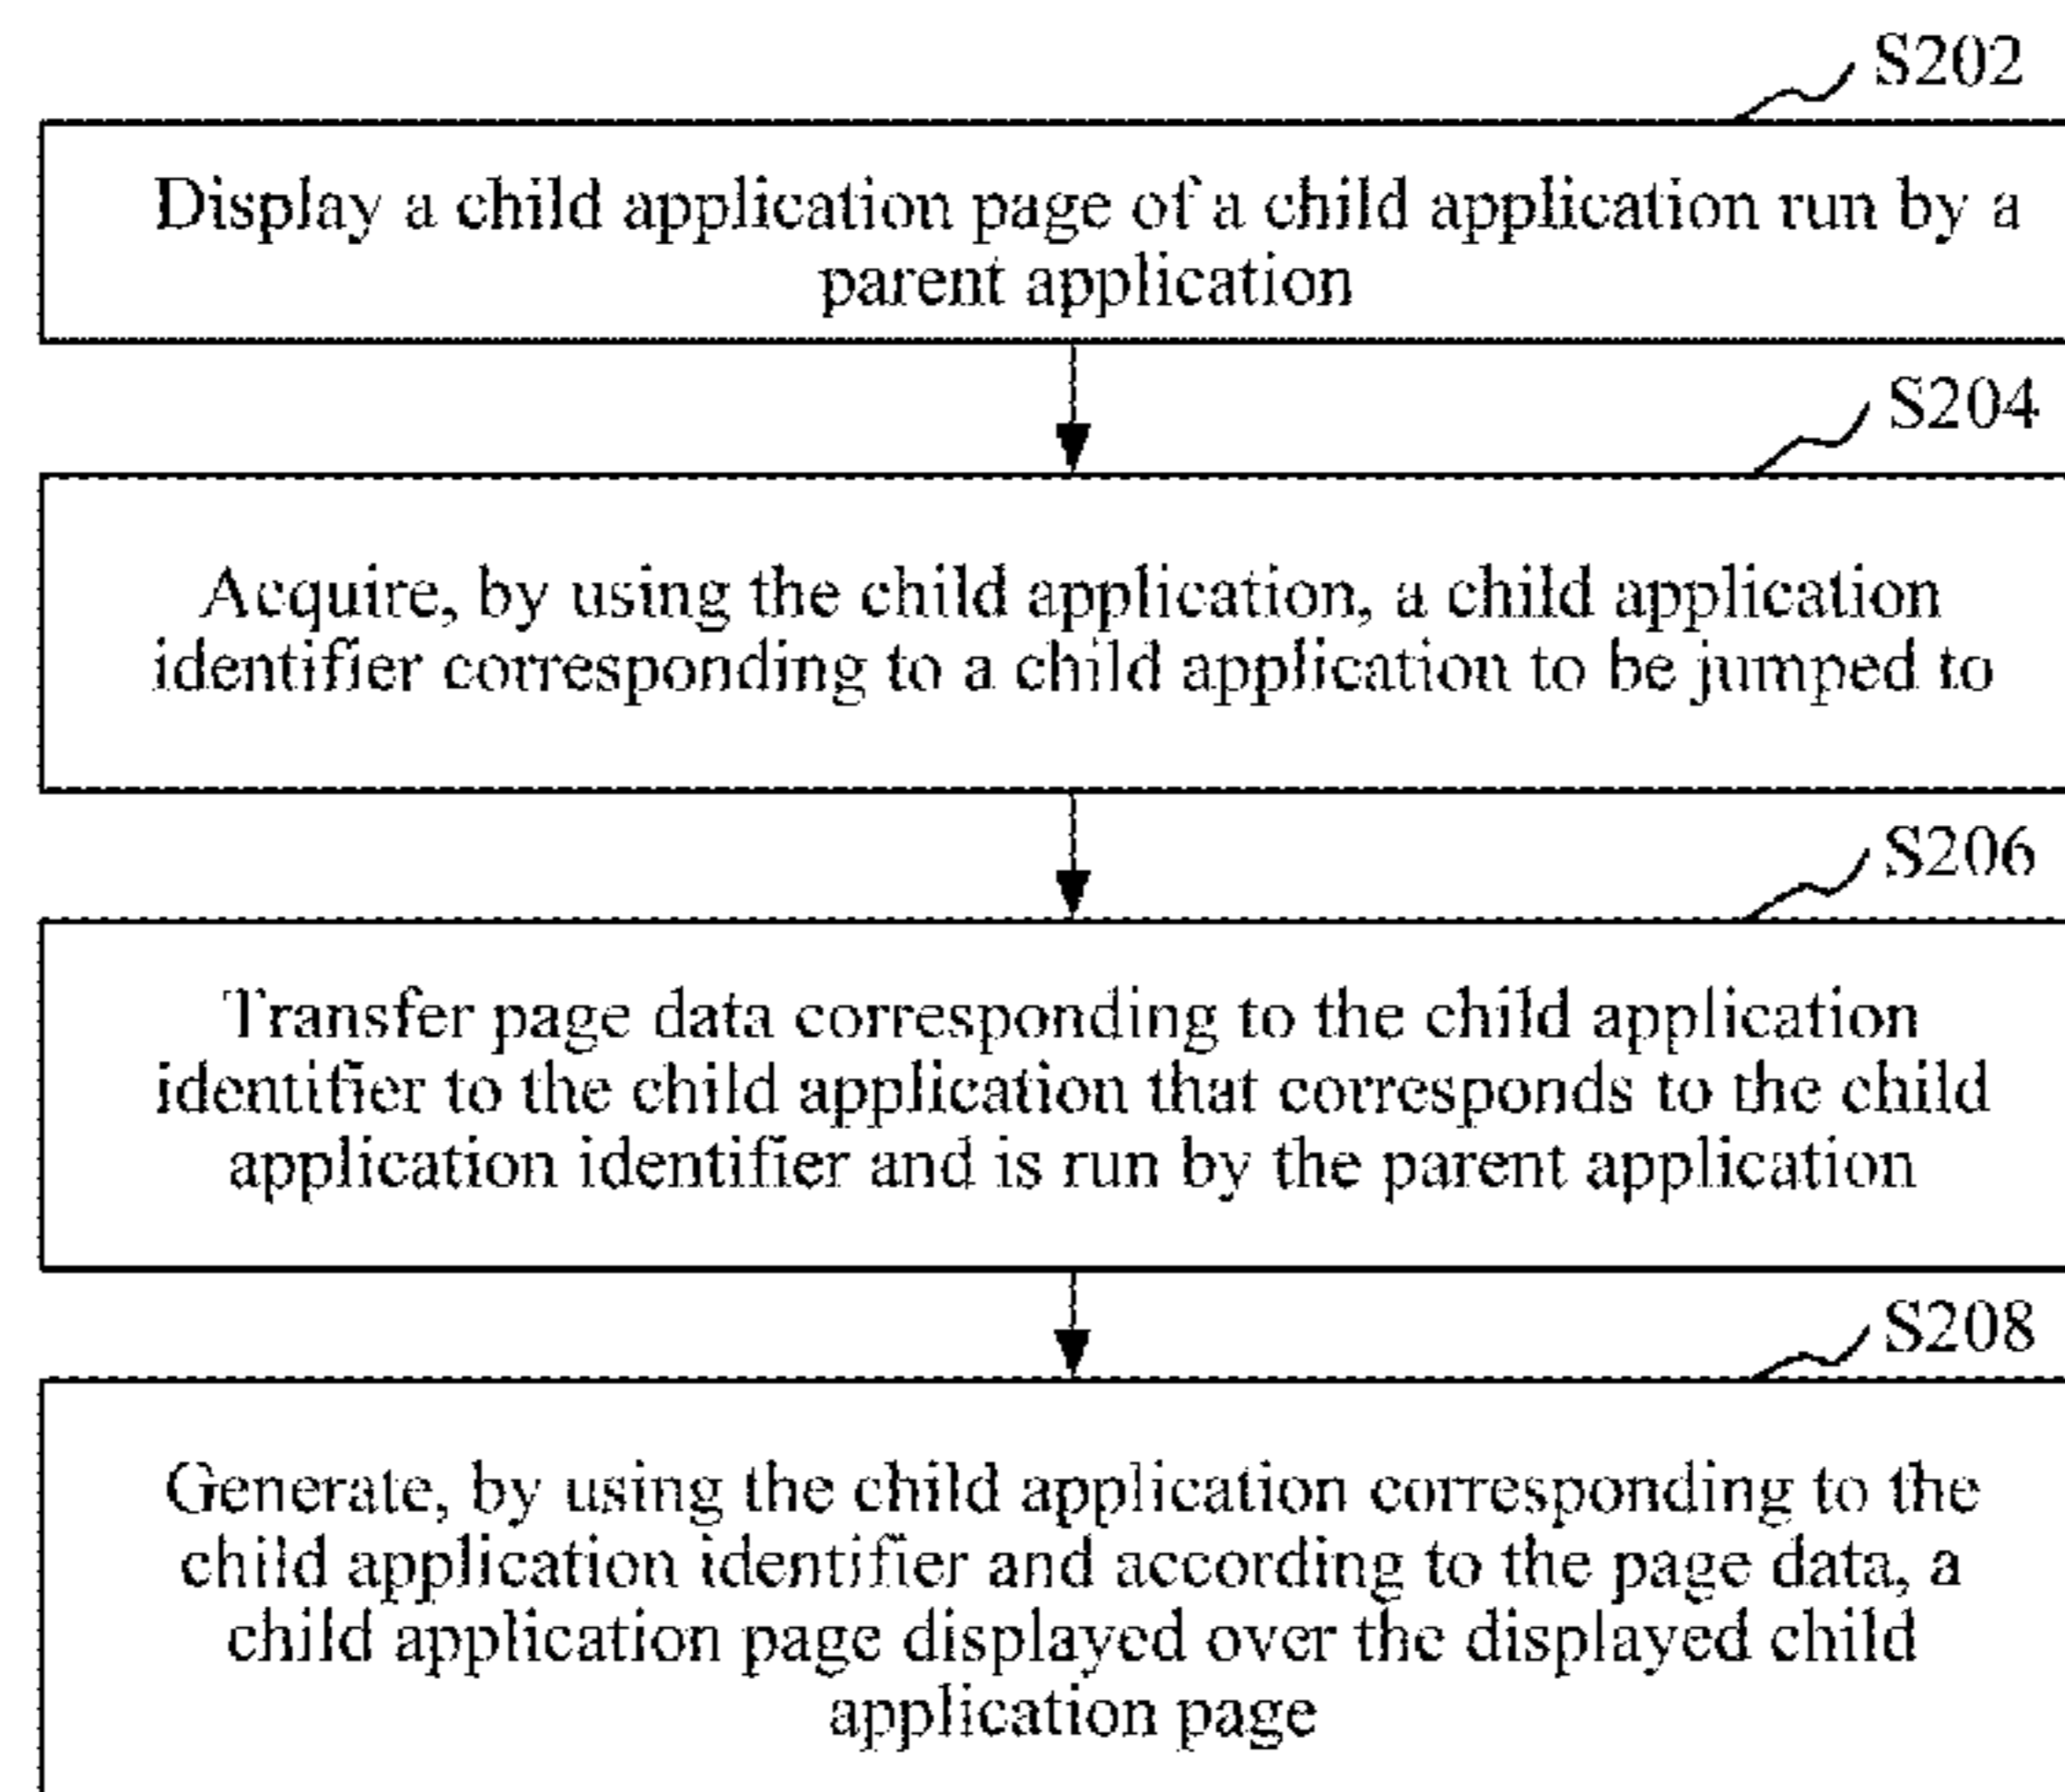 S202
Display a child application page of a child application run by a
parent application
S204
Acquire, by using the child application, a child application
identifier corresponding to a child application to be jumped to
S206
Transfer page data corresponding to the child application
identifier to the child application that corresponds to the child
application identifier and is run by the parent application
S208
Generate, by using the child application corresponding to the
child application identifier and according to the page data, a
child application page displayed over the displayed child
application page